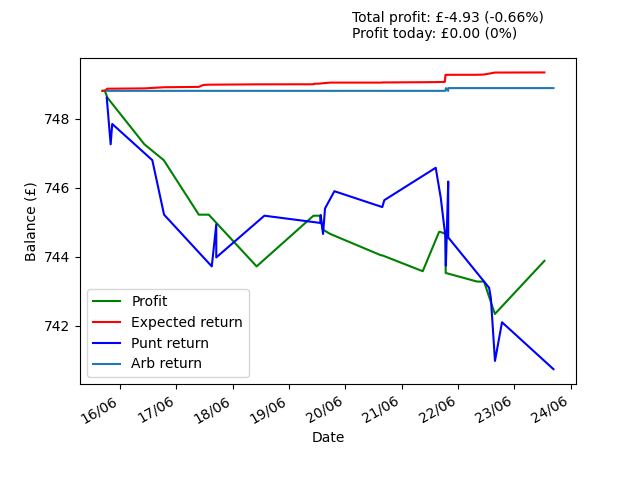 Total profit: £-4.93 (-0.66%)
Profit today: £0.00 (0%)
748
746
744
742
Balance (£)
Profit
Expected return
Punt return
Arb return
16/06
17/06
18/06
19/06
20/06
21/06
22/06
23/06
24/06
Date